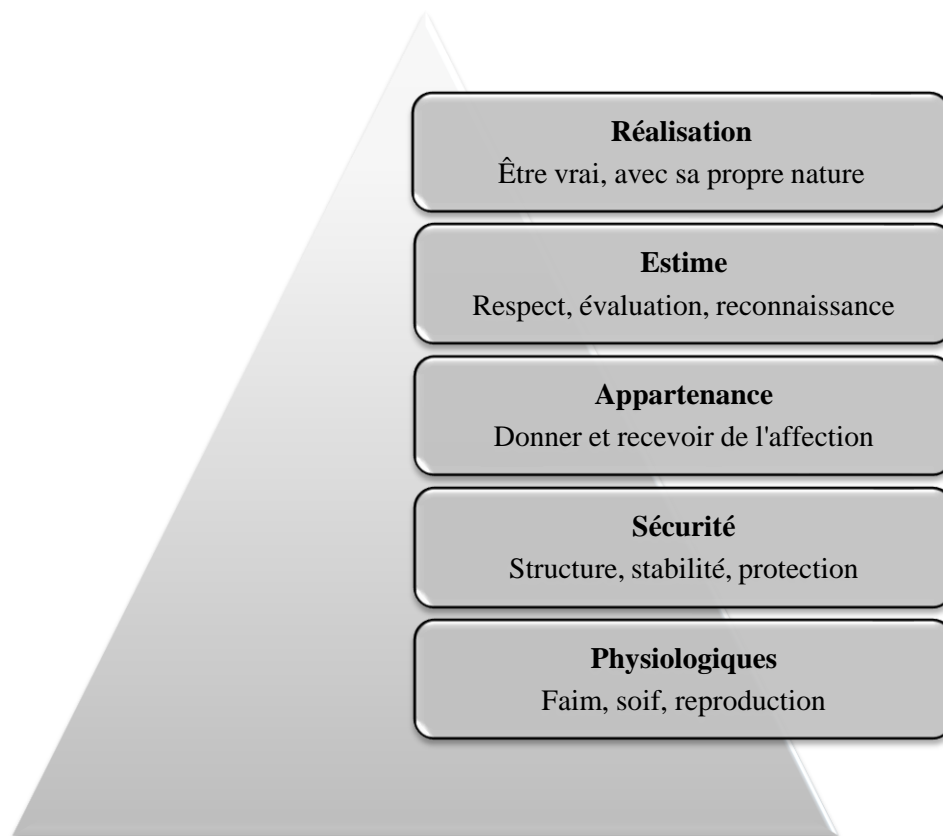 Réalisation
Être vrai, avec sa propre nature
Estime
Respect, évaluation, reconnaissance
Appartenance
Donner et recevoir de l'affection
Sécurité
Structure, stabilité, protection
Physiologiques
Faim, soif, reproduction